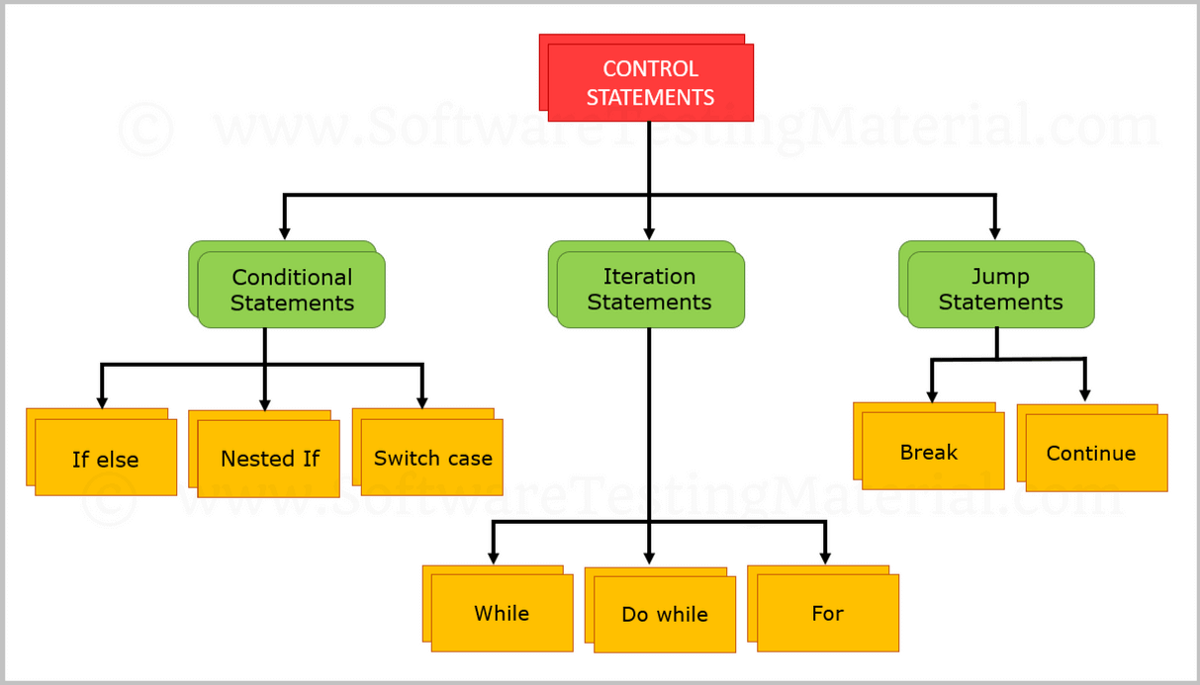 CONTROL
STATEMENTS
© www.SoftwareTestingMaterial.com
Conditional
Statements
Iteration
Statements
Jump
Statements
If else
Nested If
Switch case
Break
Continue
© www.SoftwareTestingMaterial.com
While
Do while
For